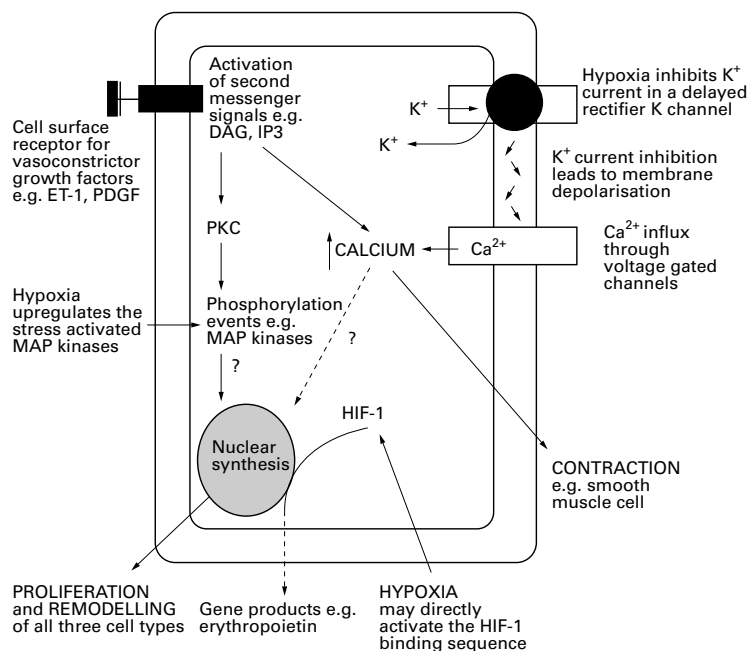 Activation
of second
messenger
signals e.g.
DAG, IP3
Cell surface
receptor for
vasoconstrictor
growth factors
e.g. ET-1, PDGF
K+
K+
Hypoxia inhibits K+
current in a delayed
rectifier K channel
K+ current inhibition
leads to membrane
depolarisation
PKC
CALCIUM
Ca2+
Ca2+ influx
through
voltage gated
channels
Hypoxia
upregulates the
stress activated
MAP kinases
Phosphorylation
events e.g.
MAP kinases
?
?
HIF-1
Nuclear
synthesis
CONTRACTION
e.g. smooth
muscle cell
PROLIFERATION
and REMODELLING
of all three cell types
Gene products e.g.
erythropoietin
HYPOXIA
may directly
activate the HIF-1
binding sequence